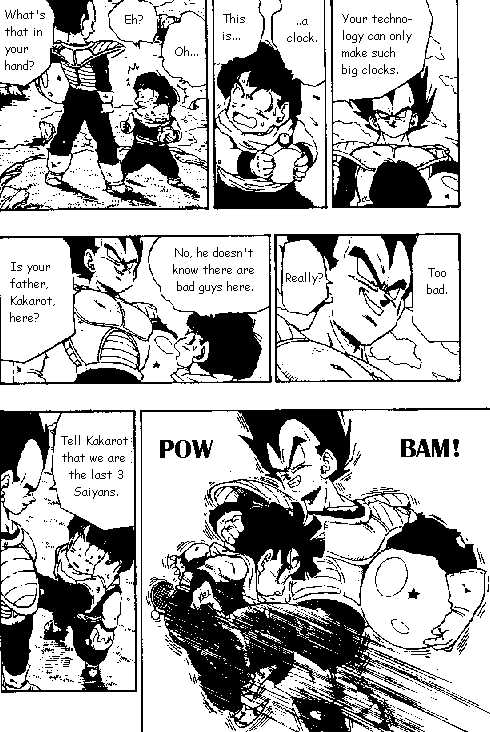 What's
that in
your
hand?
Eh?
Oh...
This
is...
..a
clock.
Your techno-
logy can only
make such
big clocks.
Is your
father,
Kakarot,
here?
No, he doesn't
know there are
bad guys here.
Really?
Too
bad.
Tell Kakarot
that we are
the last 3
Saiyans.
POW
BAM!